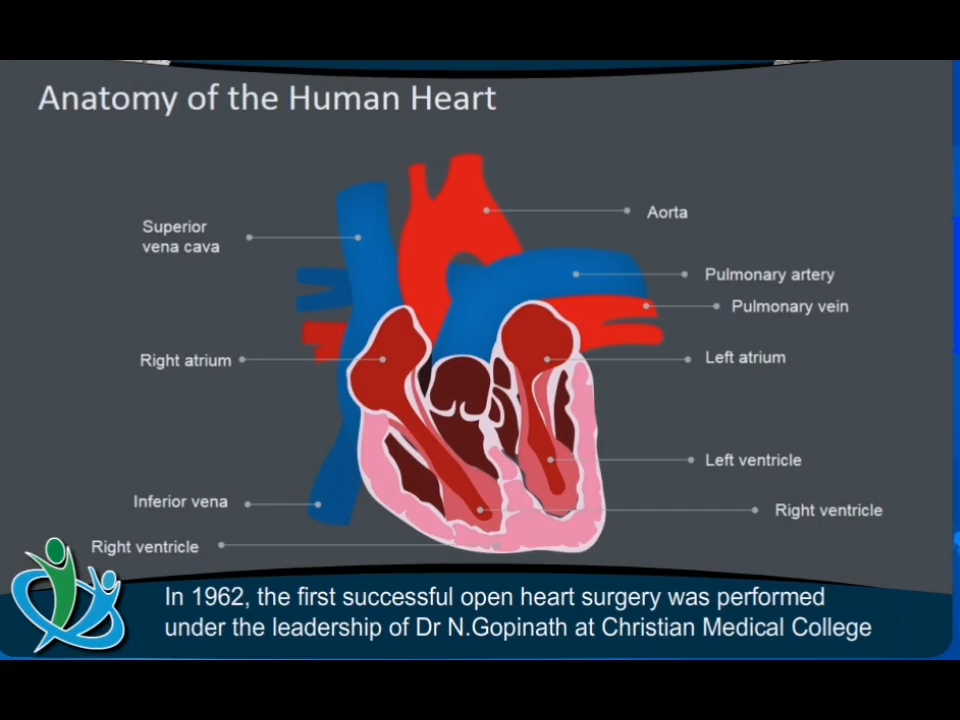 Anatomy of the Human Heart
Superior
vena cava
Aorta
Pulmonary artery
Pulmonary vein
Right atrium
Left atrium
Left ventricle
Inferior vena
Right ventricle
Right ventricle
In 1962, the first successful open heart surgery was performed
under the leadership of Dr N.Gopinath at Christian Medical College